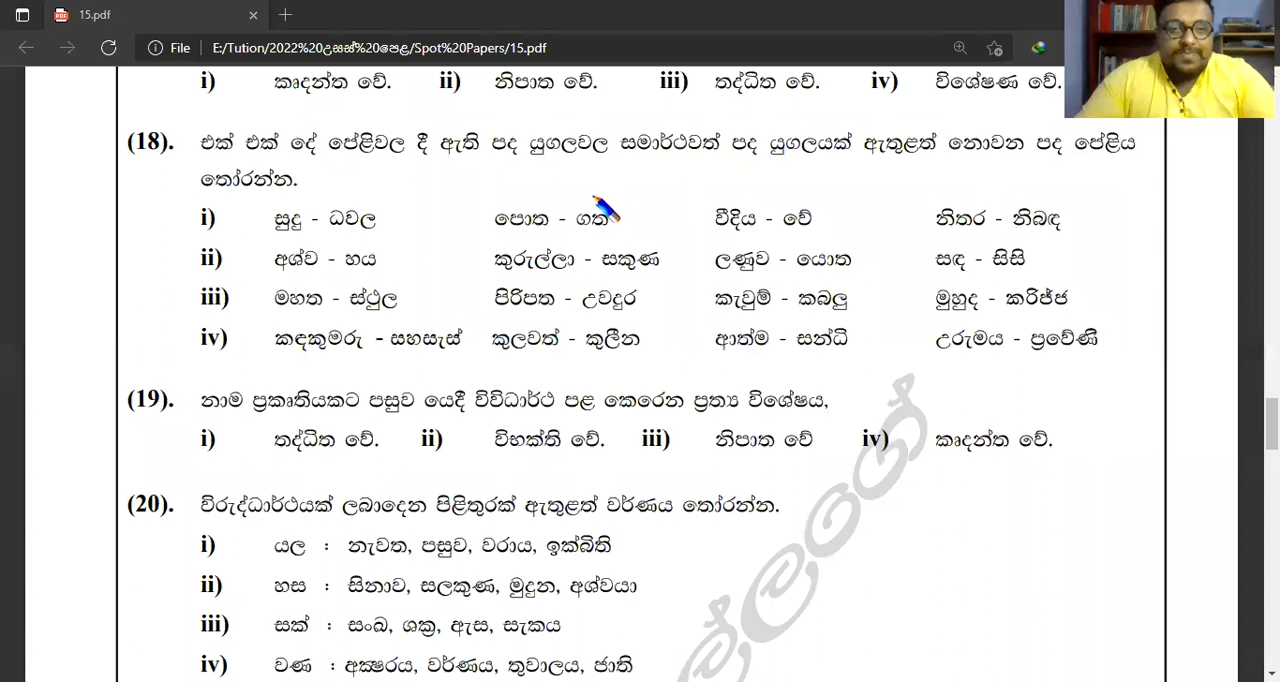 15.pdf
File E:/Tution/2022%20උසස්%20පෙළ/Spot%20Papers/15.pdf
i) කෘදන්ත වේ. ii) නිපාත වේ. iii) තද්ධිත වේ. iv) විශේෂණ වේ.
(18). එක් එක් දේ පේළිවල දී ඇති පද යුගලවල සමාර්ථවත් පද යුගලයක් ඇතුළත් නොවන පද පේළිය
තෝරන්න.
i) සුදු - ධවල පොත - ගත වීදිය - වේ නිතර - නිබඳ
ii) අශ්ව - හය කුරුල්ලා - සකුණ ලණුව - යොත සඳ - සිසි
iii) මහත - ස්ථූල පිරිපත - උවදුර කැවුම් - කබලු මුහුද - කරිජ්ජ
iv) කඳකුමරු - සහසැස් කුලවත් - කුලීන ආත්ම - සන්ධි උරුමය - ප්‍රවේණි
(19). නාම ප්‍රකෘතියකට පසුව යෙදී විවිධාර්ථ පළ කෙරෙන ප්‍රත්‍ය විශේෂය,
i) තද්ධිත වේ. ii) විභක්ති වේ. iii) නිපාත වේ iv) කෘදන්ත වේ.
(20). විරුද්ධාර්ථයක් ලබාදෙන පිළිතුරක් ඇතුළත් වර්ණය තෝරන්න.
i) යල : නැවත, පසුව, වරාය, ඉක්බිති
ii) හස : සිනාව, සලකුණ, මුදුන, අශ්වයා
iii) සක් : සංඛ, ශක්‍ර, ඇස, සැකය
iv) වණ : අක්‍ෂරය, වර්ණය, තුවාලය, ජාති